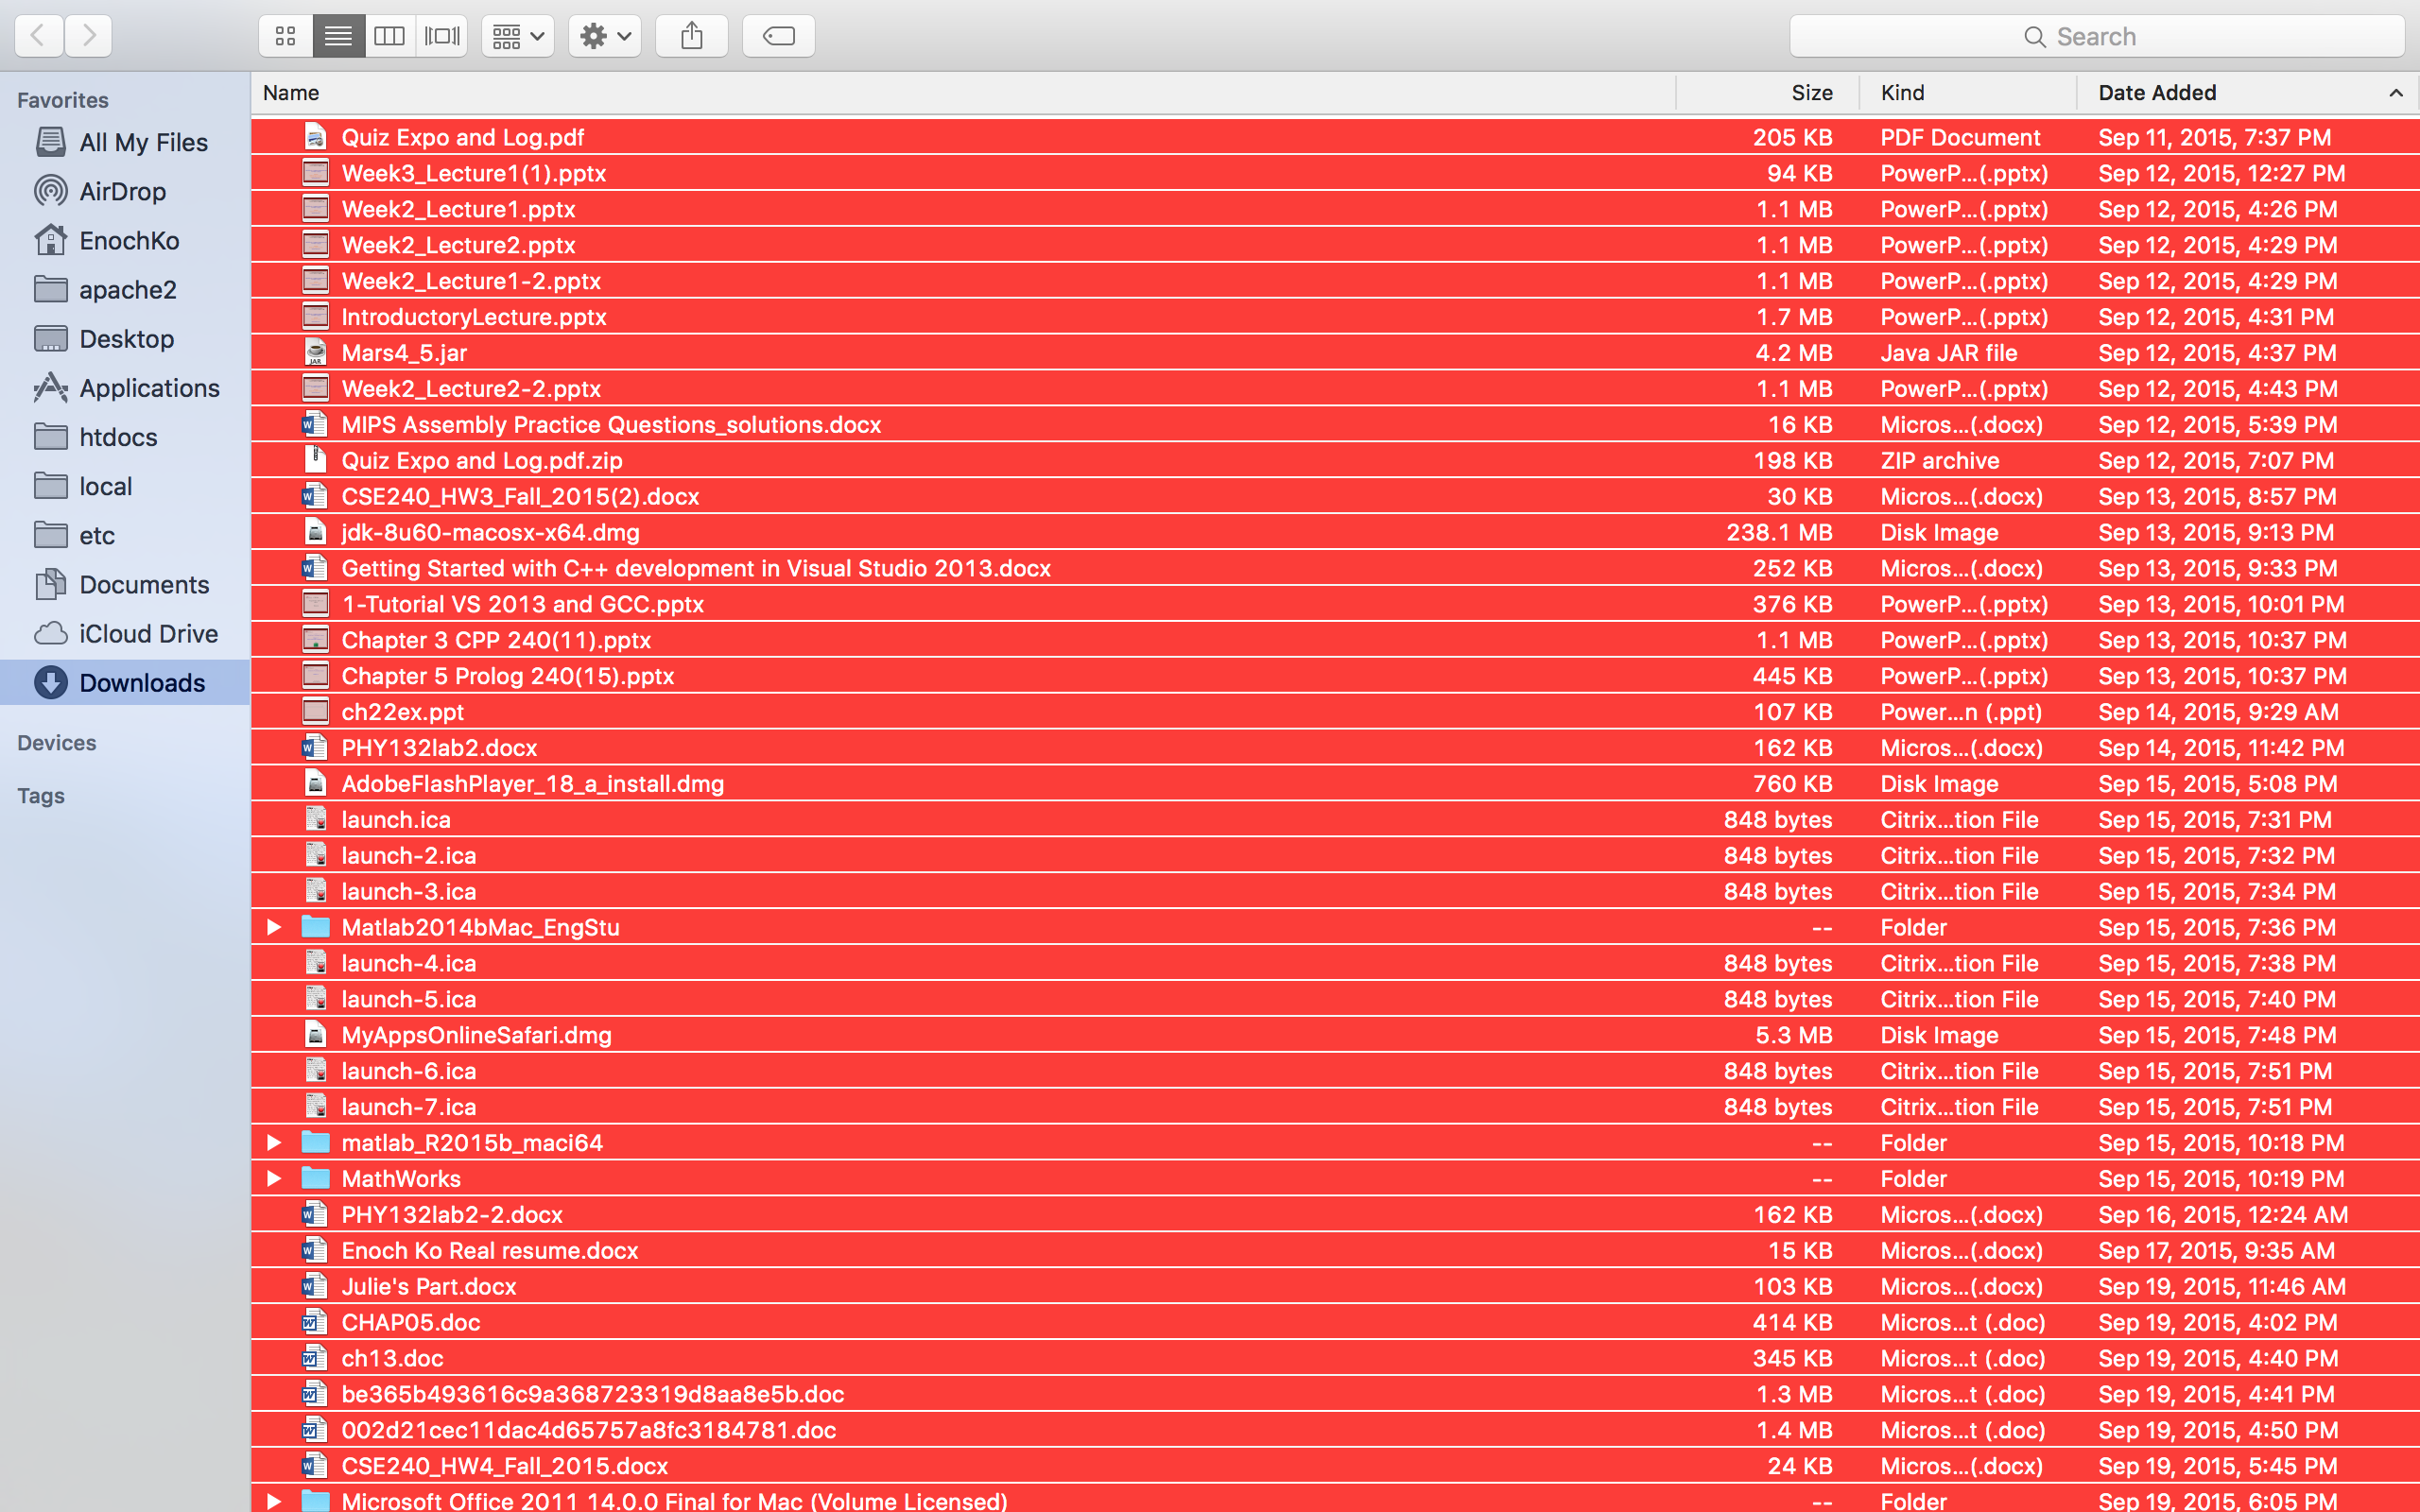 Search
Favorites
All My Files
AirDrop
EnochKo
apache2
Desktop
Applications
htdocs
local
etc
Documents
iCloud Drive
Downloads
Devices
Tags
Name Size Kind Date Added
Quiz Expo and Log.pdf 205 KB PDF Document Sep 11, 2015, 7:37 PM
Week3_Lecture1(1).pptx 94 KB PowerP...(.pptx) Sep 12, 2015, 12:27 PM
Week2_Lecture1.pptx 1.1 MB PowerP...(.pptx) Sep 12, 2015, 4:26 PM
Week2_Lecture2.pptx 1.1 MB PowerP...(.pptx) Sep 12, 2015, 4:29 PM
Week2_Lecture1-2.pptx 1.1 MB PowerP...(.pptx) Sep 12, 2015, 4:29 PM
IntroductoryLecture.pptx 1.7 MB PowerP...(.pptx) Sep 12, 2015, 4:31 PM
Mars4_5.jar 4.2 MB Java JAR file Sep 12, 2015, 4:37 PM
Week2_Lecture2-2.pptx 1.1 MB PowerP...(.pptx) Sep 12, 2015, 4:43 PM
MIPS Assembly Practice Questions_solutions.docx 16 KB Micros...(.docx) Sep 12, 2015, 5:39 PM
Quiz Expo and Log.pdf.zip 198 KB ZIP archive Sep 12, 2015, 7:07 PM
CSE240_HW3_Fall_2015(2).docx 30 KB Micros...(.docx) Sep 13, 2015, 8:57 PM
jdk-8u60-macosx-x64.dmg 238.1 MB Disk Image Sep 13, 2015, 9:13 PM
Getting Started with C++ development in Visual Studio 2013.docx 252 KB Micros...(.docx) Sep 13, 2015, 9:33 PM
1-Tutorial VS 2013 and GCC.pptx 376 KB PowerP...(.pptx) Sep 13, 2015, 10:01 PM
Chapter 3 CPP 240(11).pptx 1.1 MB PowerP...(.pptx) Sep 13, 2015, 10:37 PM
Chapter 5 Prolog 240(15).pptx 445 KB PowerP...(.pptx) Sep 13, 2015, 10:37 PM
ch22ex.ppt 107 KB Power...n (.ppt) Sep 14, 2015, 9:29 AM
PHY132lab2.docx 162 KB Micros...(.docx) Sep 14, 2015, 11:42 PM
AdobeFlashPlayer_18_a_install.dmg 760 KB Disk Image Sep 15, 2015, 5:08 PM
launch.ica 848 bytes Citrix...tion File Sep 15, 2015, 7:31 PM
launch-2.ica 848 bytes Citrix...tion File Sep 15, 2015, 7:32 PM
launch-3.ica 848 bytes Citrix...tion File Sep 15, 2015, 7:34 PM
Matlab2014bMac_EngStu -- Folder Sep 15, 2015, 7:36 PM
launch-4.ica 848 bytes Citrix...tion File Sep 15, 2015, 7:38 PM
launch-5.ica 848 bytes Citrix...tion File Sep 15, 2015, 7:40 PM
MyAppsOnlineSafari.dmg 5.3 MB Disk Image Sep 15, 2015, 7:48 PM
launch-6.ica 848 bytes Citrix...tion File Sep 15, 2015, 7:51 PM
launch-7.ica 848 bytes Citrix...tion File Sep 15, 2015, 7:51 PM
matlab_R2015b_maci64 -- Folder Sep 15, 2015, 10:18 PM
MathWorks -- Folder Sep 15, 2015, 10:19 PM
PHY132lab2-2.docx 162 KB Micros...(.docx) Sep 16, 2015, 12:24 AM
Enoch Ko Real resume.docx 15 KB Micros...(.docx) Sep 17, 2015, 9:35 AM
Julie's Part.docx 103 KB Micros...(.docx) Sep 19, 2015, 11:46 AM
CHAP05.doc 414 KB Micros...t (.doc) Sep 19, 2015, 4:02 PM
ch13.doc 345 KB Micros...t (.doc) Sep 19, 2015, 4:40 PM
be365b493616c9a368723319d8aa8e5b.doc 1.3 MB Micros...t (.doc) Sep 19, 2015, 4:41 PM
002d21cec11dac4d65757a8fc3184781.doc 1.4 MB Micros...t (.doc) Sep 19, 2015, 4:50 PM
CSE240_HW4_Fall_2015.docx 24 KB Micros...(.docx) Sep 19, 2015, 5:45 PM
Microsoft Office 2011 14.0.0 Final for Mac (Volume Licensed) -- Folder Sep 19, 2015, 6:05 PM